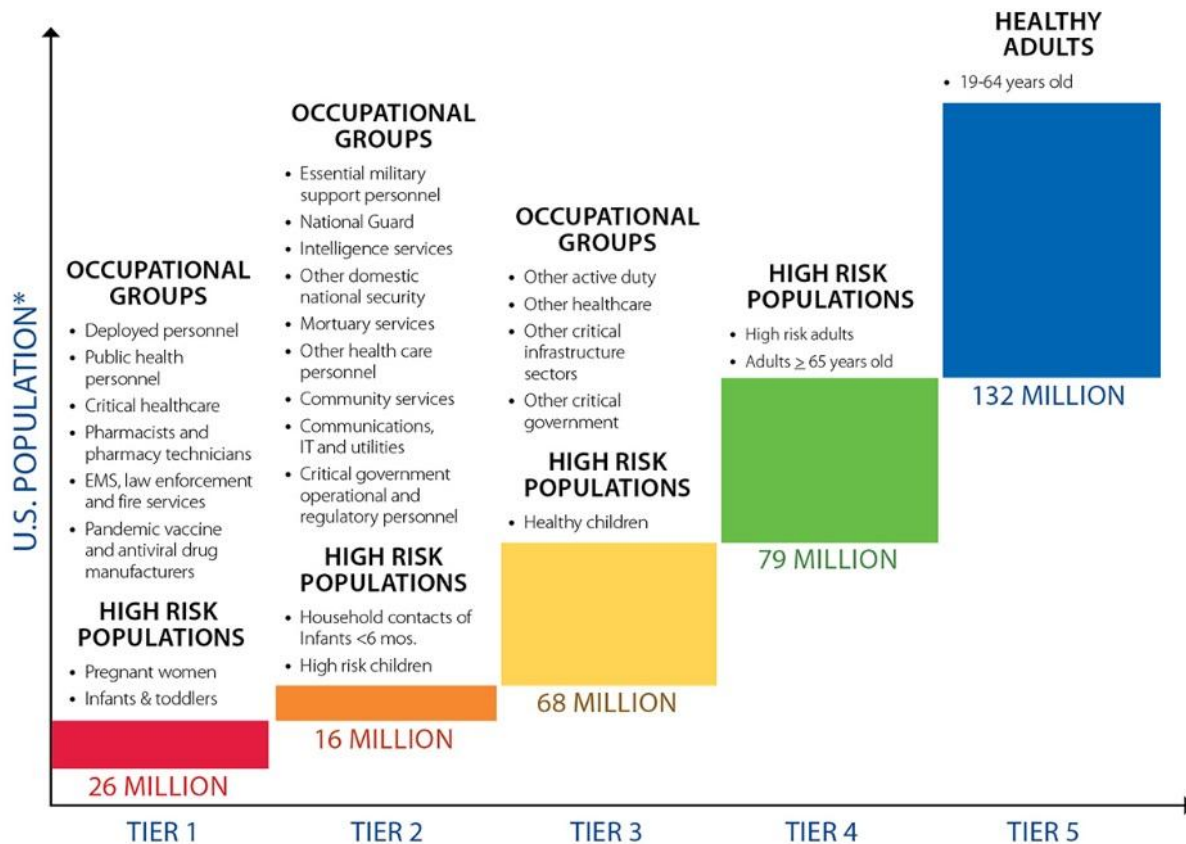 U.S. POPULATION*
OCCUPATIONAL
GROUPS
• Deployed personnel
• Public health
personnel
• Critical healthcare
• Pharmacists and
pharmacy technicians
• EMS, law enforcement
and fire services
• Pandemic vaccine
and antiviral drug
manufacturers
HIGH RISK
POPULATIONS
• Pregnant women
• Infants & toddlers
26 MILLION
TIER 1
OCCUPATIONAL
GROUPS
• Essential military
support personnel
• National Guard
• Intelligence services
• Other domestic
national security
• Mortuary services
• Other health care
personnel
• Community services
• Communications,
IT and utilities
• Critical government
operational and
regulatory personnel
HIGH RISK
POPULATIONS
• Household contacts of
Infants <6 mos.
• High risk children
16 MILLION
TIER 2
OCCUPATIONAL
GROUPS
• Other active duty
• Other healthcare
• Other critical
infrastructure
sectors
• Other critical
government
HIGH RISK
POPULATIONS
• Healthy children
68 MILLION
TIER 3
HIGH RISK
POPULATIONS
• High risk adults
• Adults ≥ 65 years old
79 MILLION
TIER 4
HEALTHY
ADULTS
• 19-64 years old
132 MILLION
TIER 5